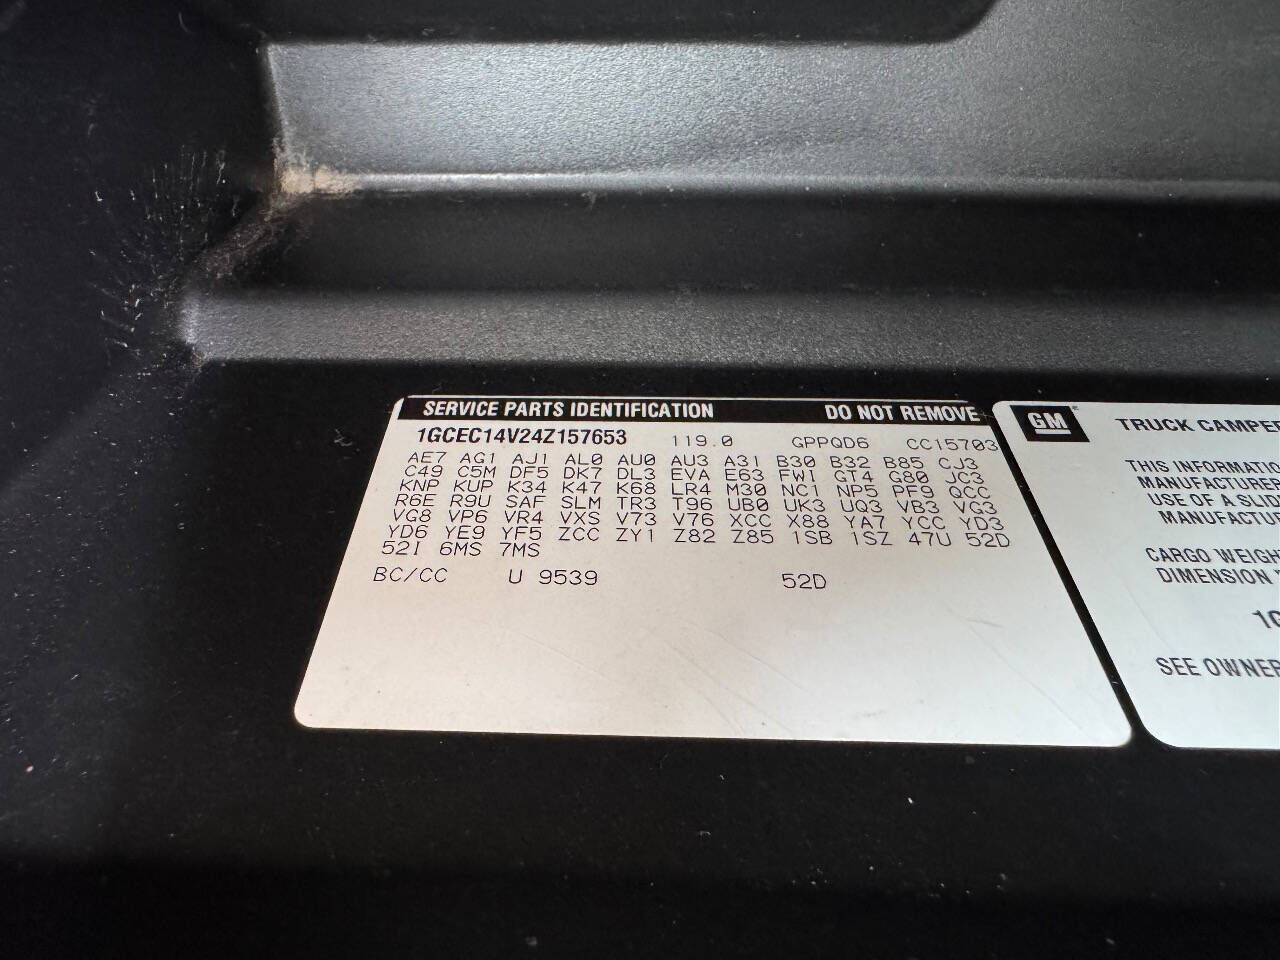 SERVICE PARTS IDENTIFICATION DO NOT REMOVE
1GCEC14V24Z157653 119.0 GPPQD6 CC15703
AE7 AG1 AJ1 AL0 AU0 AU3 A31 B30 B32 B85 CJ3
C49 C5M DF5 DK7 DL3 EVA E63 FW1 GT4 G80 JC3
KNP KUP K34 K47 K68 LR4 M30 NC1 NP5 PF9 QCC
R6E R9U SAF SLM TR3 T96 UB0 UK3 UQ3 VB3 VG3
VG8 VP6 VR4 VXS V73 V76 XCC X88 YA7 YCC YD3
YD6 YE9 YF5 ZCC ZY1 Z82 Z85 1SB 1SZ 47U 52D
52I 6MS 7MS
BC/CC U 9539 52D
GM
TRUCK CAMPE
THIS INFORMATIO
MANUFACTURER
USE OF A SLID
MANUFACTU
CARGO WEIGH
DIMENSION
1G
SEE OWNER